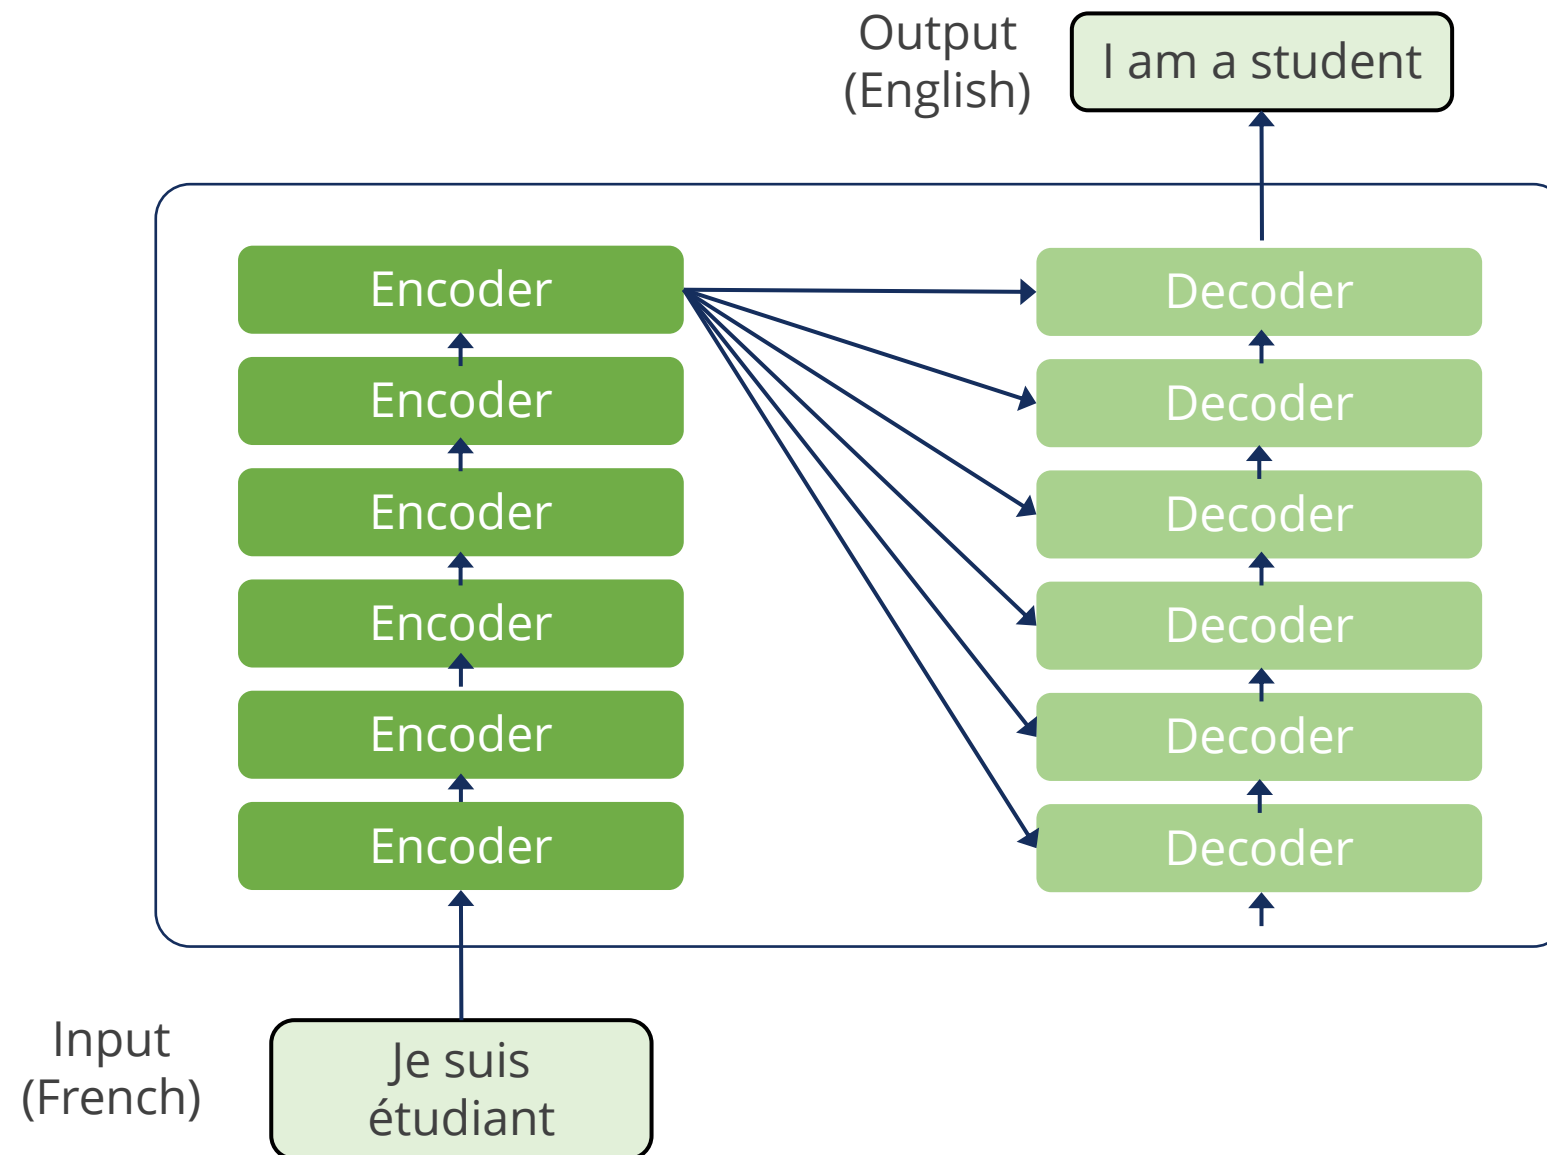 Output
(English)
I am a student
Encoder
Decoder
Encoder
Decoder
Encoder
Decoder
Encoder
Decoder
Encoder
Decoder
Encoder
Decoder
Input
(French)
Je suis
étudiant